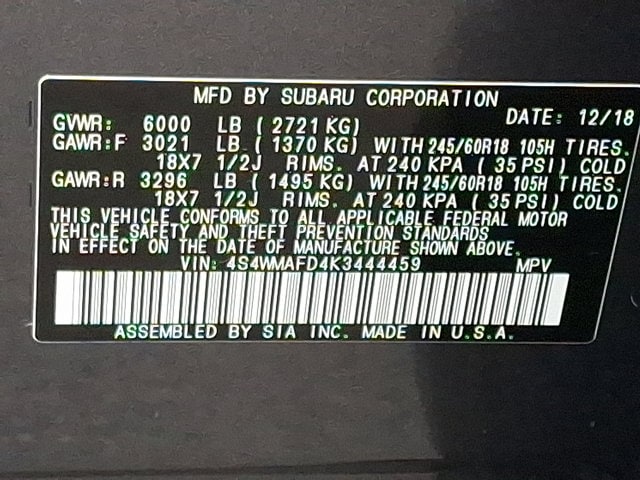 MFD BY SUBARU CORPORATION
DATE: 12/18
GVWR: 6000 LB ( 2721 KG)
GAWR:F 3021 LB ( 1370 KG) WITH 245/60R18 105H TIRES.
18X7 1/2J RIMS. AT 240 KPA ( 35 PSI) COLD
GAWR:R 3296 LB ( 1495 KG) WITH 245/60R18 105H TIRES.
18X7 1/2J RIMS. AT 240 KPA ( 35 PSI) COLD
THIS VEHICLE CONFORMS TO ALL APPLICABLE FEDERAL MOTOR
VEHICLE SAFETY AND THEFT PREVENTION STANDARDS
IN EFFECT ON THE DATE OF MANUFACTURE SHOWN ABOVE.
VIN: 4S4WMAFD4K3444459 MPV
ASSEMBLED BY SIA INC. MADE IN U.S.A.